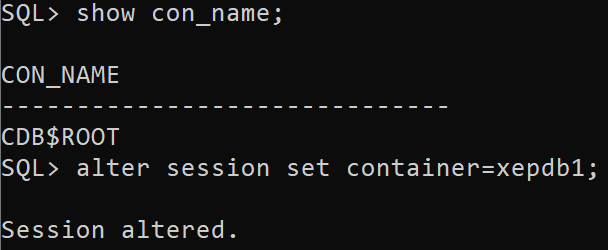 SQL> show con_name;
CON_NAME
------------------------------
CDB$ROOT
SQL> alter session set container=xepdb1;
Session altered.